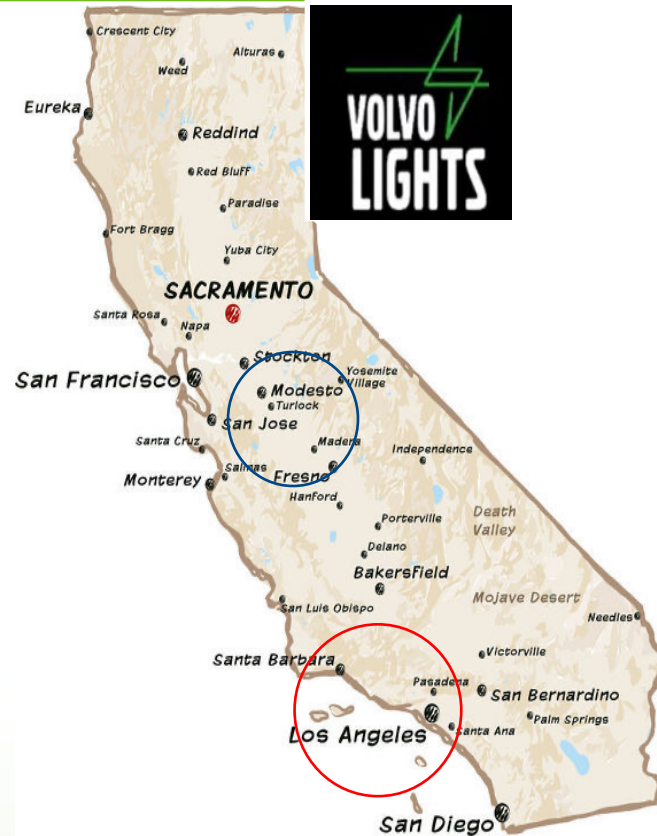 Crescent City
Alturas
Weed
Eureka
Reddind
Red Bluff
Paradise
Fort Bragg
Yuba City
SACRAMENTO
Santa Rosa
Napa
Stockton
San Francisco
Yosemite
Village
Modesto
Turlock
San Jose
Santa Cruz
Madera
Independence
Salinas
Fresno
Monterey
Hanford
Death
Valley
Porterville
Delano
Bakersfield
Mojave Desert
San Luis Obispo
Needles
Santa Barbara
Victorville
Pasadena
San Bernardino
Los Angeles
Palm Springs
Santa Ana
San Diego
VOLVO
LIGHTS